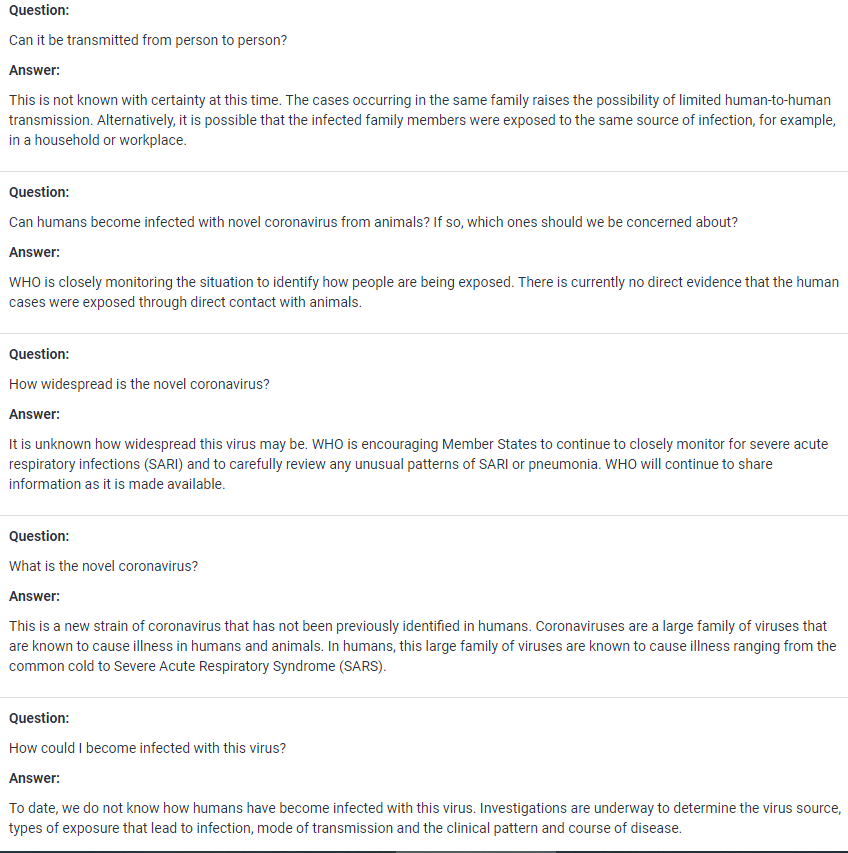 Question:
Can it be transmitted from person to person?
Answer:
This is not known with certainty at this time. The cases occurring in the same family raises the possibility of limited human-to-human
transmission. Alternatively, it is possible that the infected family members were exposed to the same source of infection, for example,
in a household or workplace.
Question:
Can humans become infected with novel coronavirus from animals? If so, which ones should we be concerned about?
Answer:
WHO is closely monitoring the situation to identify how people are being exposed. There is currently no direct evidence that the human
cases were exposed through direct contact with animals.
Question:
How widespread is the novel coronavirus?
Answer:
It is unknown how widespread this virus may be. WHO is encouraging Member States to continue to closely monitor for severe acute
respiratory infections (SARI) and to carefully review any unusual patterns of SARI or pneumonia. WHO will continue to share
information as it is made available.
Question:
What is the novel coronavirus?
Answer:
This is a new strain of coronavirus that has not been previously identified in humans. Coronaviruses are a large family of viruses that
are known to cause illness in humans and animals. In humans, this large family of viruses are known to cause illness ranging from the
common cold to Severe Acute Respiratory Syndrome (SARS).
Question:
How could I become infected with this virus?
Answer:
To date, we do not know how humans have become infected with this virus. Investigations are underway to determine the virus source,
types of exposure that lead to infection, mode of transmission and the clinical pattern and course of disease.